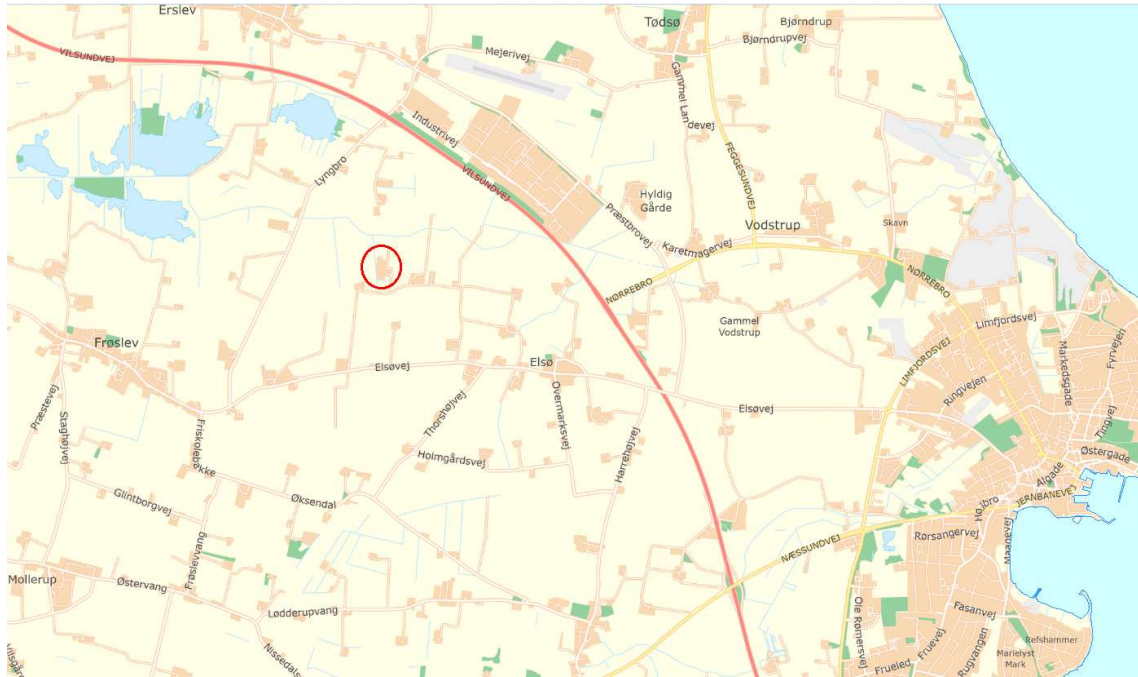 Erslev
Tødsø
Bjørndrup
Bjørndrupvej
VILSUNDVEJ
Mejerivej
Gammel Landevej
Industrivej
FEGGESUNDVEJ
Lyngbro
VILSUNDVEJ
Hyldig
Gårde
Præstbrovej
Vodstrup
Skavn
Karetmagervej
NØRREBRO
NØRREBRO
Gammel
Vodstrup
Limfjordsvej
Frøslev
Elsøvej
Elsø
LIMFJORDSVEJ
Markedsgade
Fyrvejen
Ringvejen
Præstevej
Staghøjvej
Friskolebakke
Thorshøjvej
Overmarksvej
Elsøvej
Tingvej
Harrehøjvej
Holmgårdsvej
Østergade
Algade
Glintborgvej
Øksendal
Højbro
JERNBANEVEJ
Maagevej
Rørsangervej
NÆSSUNDVEJ
Frøslevvang
Mollerup
Østervang
Lødderupvang
Ole Rømersvej
Fasanvej
Nissedals
Fruevej
Rugvangen
Refshammer
Marielyst
Mark
Frueled